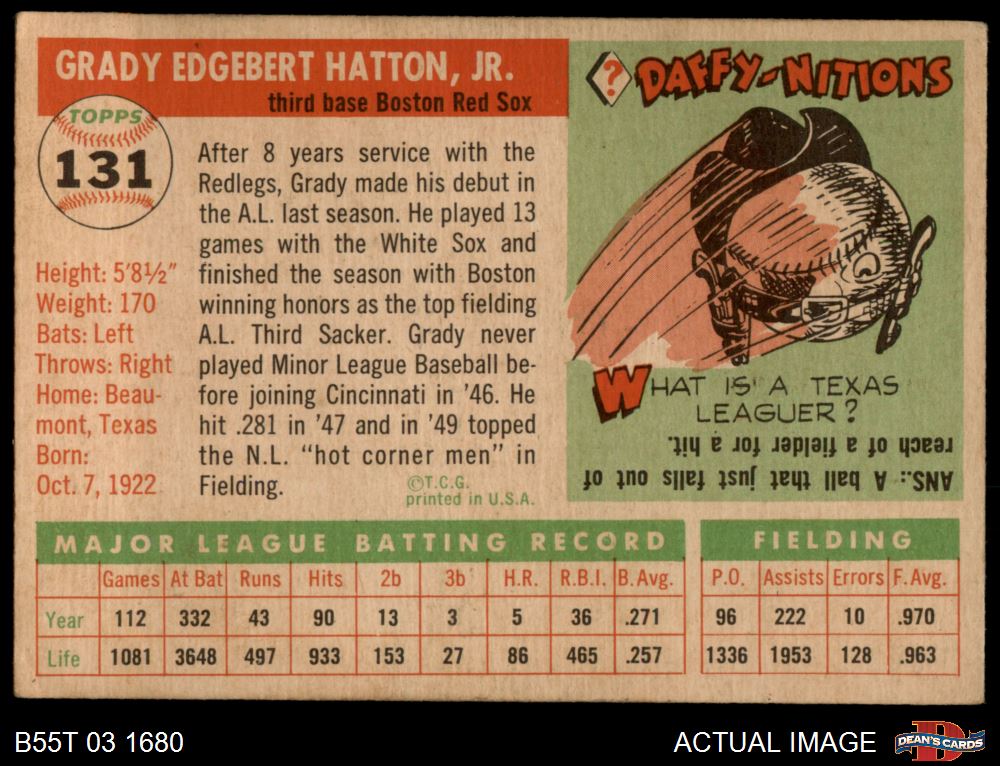 GRADY EDGEBERT HATTON, JR.
third base Boston Red Sox
TOPPS
131
Height: 5'8½"
Weight: 170
Bats: Left
Throws: Right
Home: Beau-
mont, Texas
Born:
Oct. 7, 1922
After 8 years service with the
Redlegs, Grady made his debut in
the A.L. last season. He played 13
games with the White Sox and
finished the season with Boston
winning honors as the top fielding
A.L. Third Sacker. Grady never
played Minor League Baseball be-
fore joining Cincinnati in '46. He
hit .281 in '47 and in '49 topped
the N.L. "hot corner men" in
Fielding.
©T.C.G.
printed in U.S.A.
? DAFFY-NITIONS
WHAT IS A TEXAS
LEAGUER?
ANS.: A ball that just falls out of
reach of a fielder for a hit.
MAJOR LEAGUE BATTING RECORD
Games At Bat Runs Hits 2b 3b H.R. R.B.I. B. Avg.
Year 112 332 43 90 13 3 5 36 .271
Life 1081 3648 497 933 153 27 86 465 .257
FIELDING
P.O. Assists Errors F. Avg.
96 222 10 .970
1336 1953 128 .963
B55T 03 1680
ACTUAL IMAGE
DEAN'S CARDS